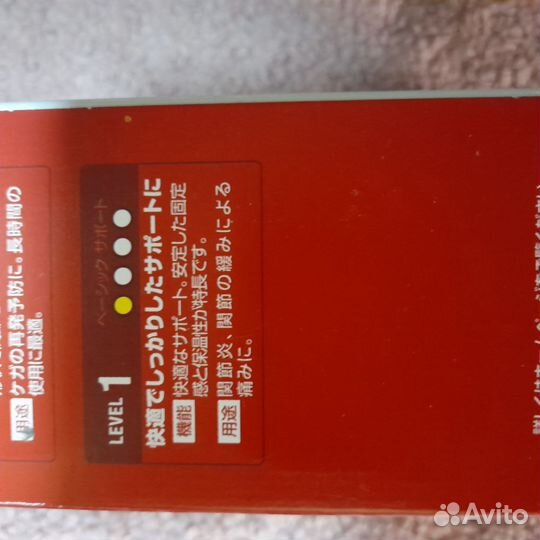 ケガの再発予防に。長時間の
使用に最適。
用途
LEVEL 1
ベーシック サポート
快適でしっかりしたサポートに
機能
快適なサポート。安定した固定
感と保温性が特長です。
用途
関節炎、関節の緩みによる
痛みに。
Avito